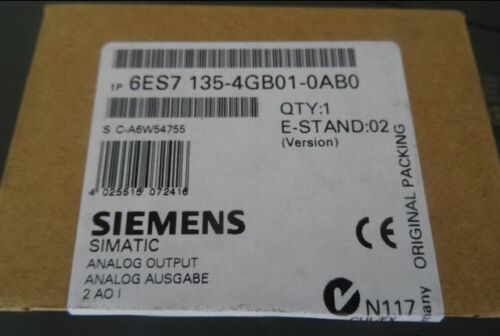 1P 6ES7 135-4GB01-0AB0
QTY:1
S C-A6W54755
E-STAND:02
(Version)
4 025515 072416
SIEMENS
SIMATIC
ANALOG OUTPUT
ANALOG AUSGABE
2 AO I
CE
N117
ORIGINAL PACKING